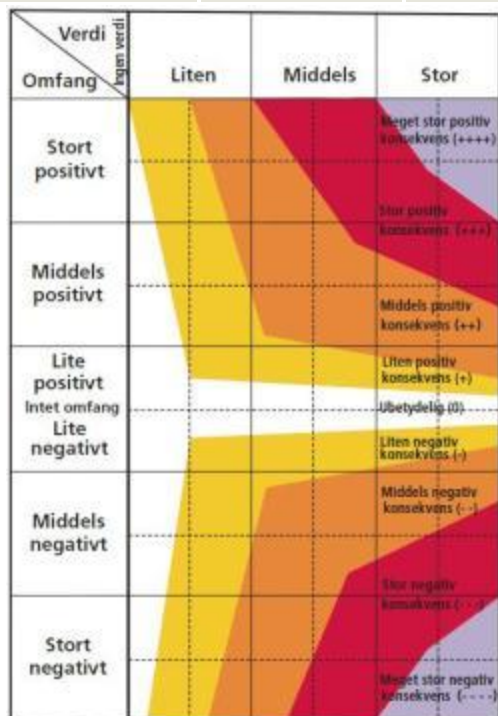 Verdi
Omfang
Ingen verdi
Liten
Middels
Stor
Stort
positivt
Meget stor positiv
konsekvens (++++)
Stor positiv
konsekvens (+++)
Middels
positivt
Middels positiv
konsekvens (++)
Lite
positivt
Liten positiv
konsekvens (+)
Intet omfang
Ubetydelig (0)
Lite
negativt
Liten negativ
konsekvens (-)
Middels
negativt
Middels negativ
konsekvens (- -)
Stor negativ
konsekvens (- - -)
Stort
negativt
Meget stor negativ
konsekvens (- - - -)